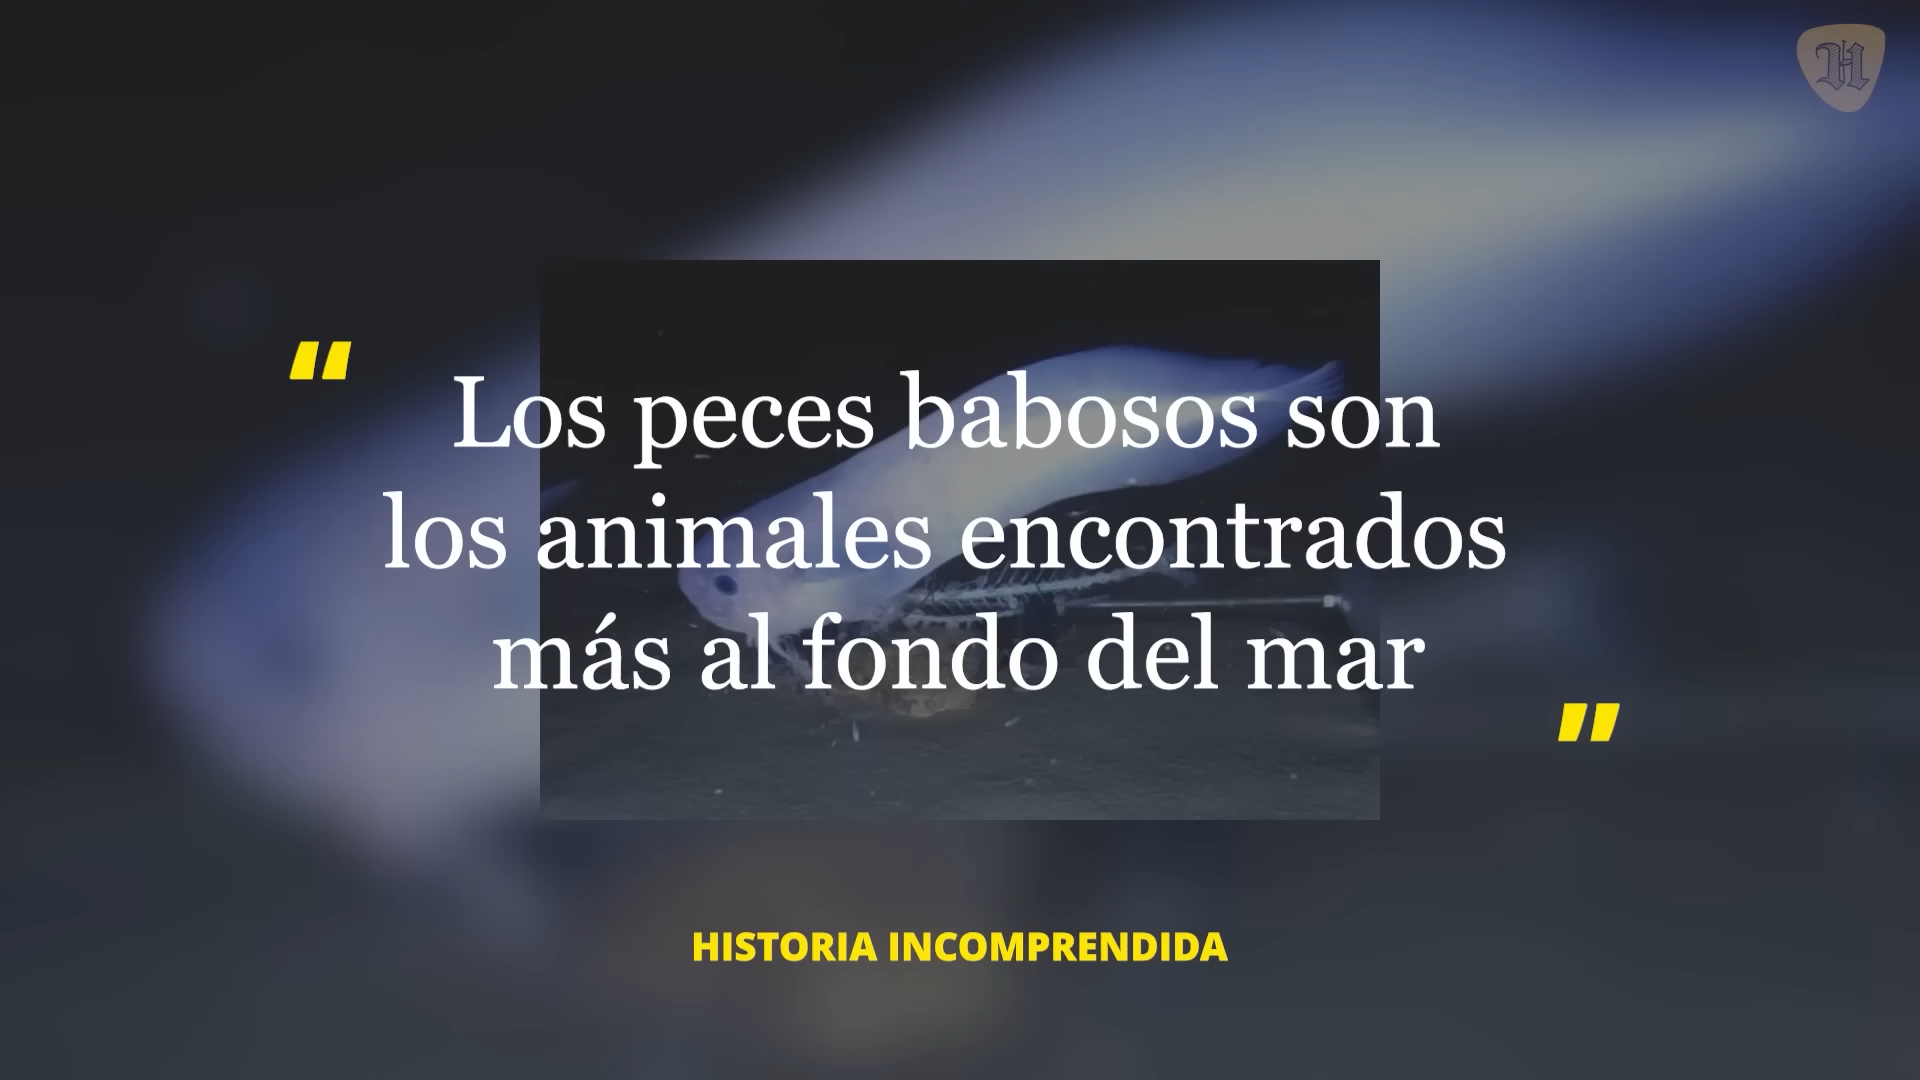 “
Los peces babosos son
los animales encontrados
más al fondo del mar
”
HISTORIA INCOMPRENDIDA
H